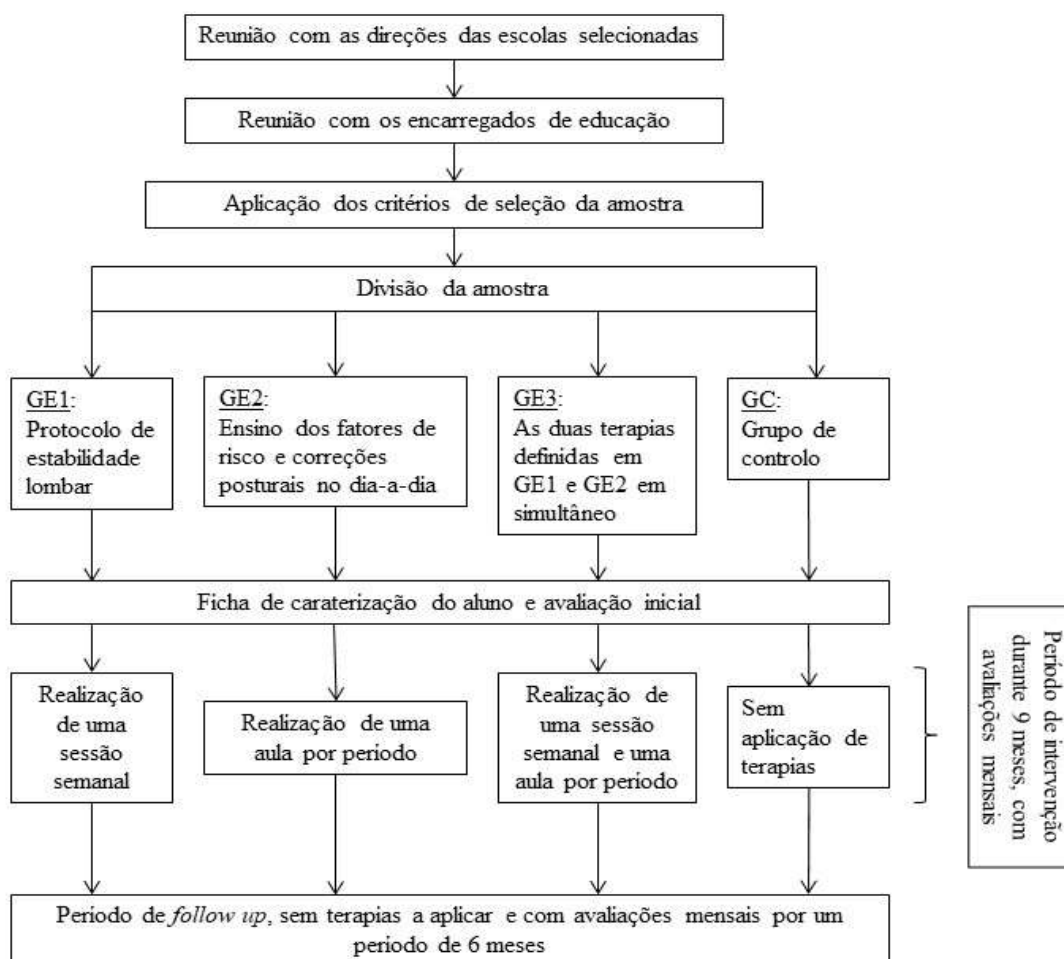 Reunião com as direções das escolas selecionadas
Reunião com os encarregados de educação
Aplicação dos critérios de seleção da amostra
Divisão da amostra
GE1:
Protocolo de
estabilidade
lombar
GE2:
Ensino dos fatores de
risco e correções
posturais no dia-a-dia
GE3:
As duas terapias
definidas em
GE1 e GE2 em
simultâneo
GC:
Grupo de
controlo
Ficha de caraterização do aluno e avaliação inicial
Realização
de uma
sessão
semanal
Realização de uma
aula por periodo
Realização de
uma sessão
semanal e uma
aula por periodo
Sem
aplicação de
terapias
Período de intervenção
durante 9 meses, com
avaliações mensais
Periodo de follow up, sem terapias a aplicar e com avaliações mensais por um
periodo de 6 meses